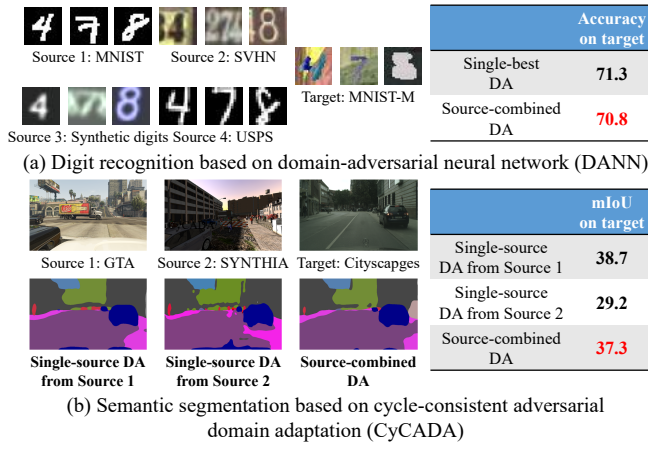 Source 1: MNIST Source 2: SVHN
Target: MNIST-M
Source 3: Synthetic digits Source 4: USPS
Accuracy
on target
Single-best
DA
71.3
Source-combined
DA
70.8
(a) Digit recognition based on domain-adversarial neural network (DANN)
Source 1: GTA Source 2: SYNTHIA Target: Cityscapges
Single-source DA
from Source 1
Single-source DA
from Source 2
Source-combined
DA
mIoU
on target
Single-source
DA from Source 1
38.7
Single-source
DA from Source 2
29.2
Source-combined
DA
37.3
(b) Semantic segmentation based on cycle-consistent adversarial
domain adaptation (CyCADA)